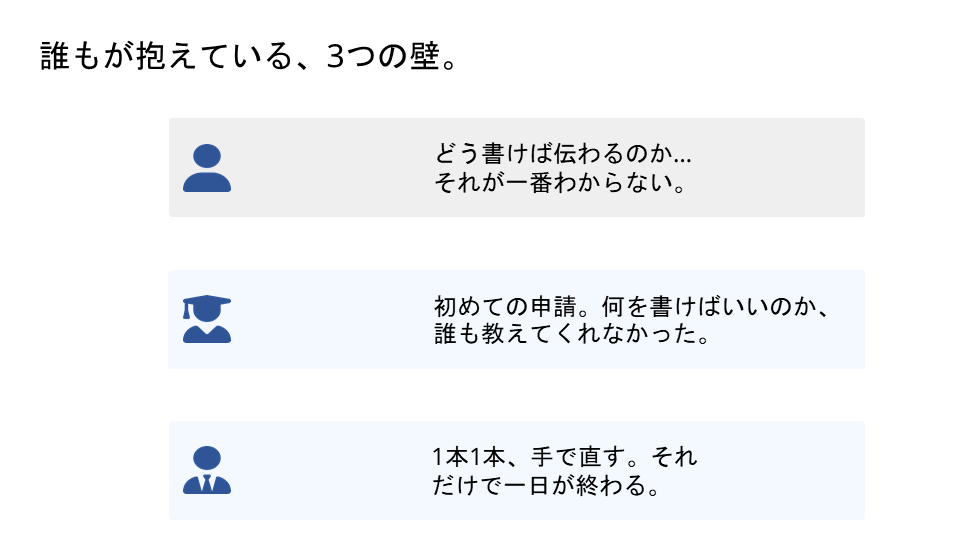 誰もが抱えている、3つの壁。
どう書けば伝わるのか...
それが一番わからない。
初めての申請。何を書けばいいのか、
誰も教えてくれなかった。
1本1本、手で直す。それ
だけで一日が終わる。